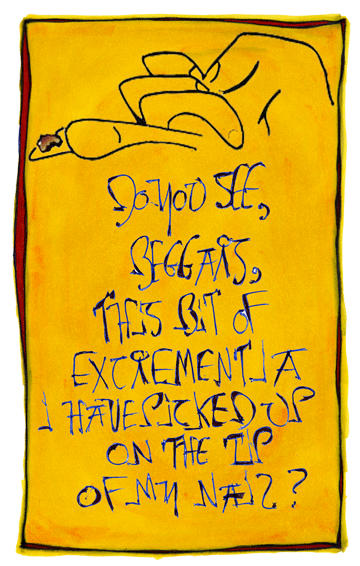 Do you SEE,
BEGGARS,
THIS BIT OF
EXCREMENT
I HAVE PICKED UP
ON THE TIP
OF MY NAIL?